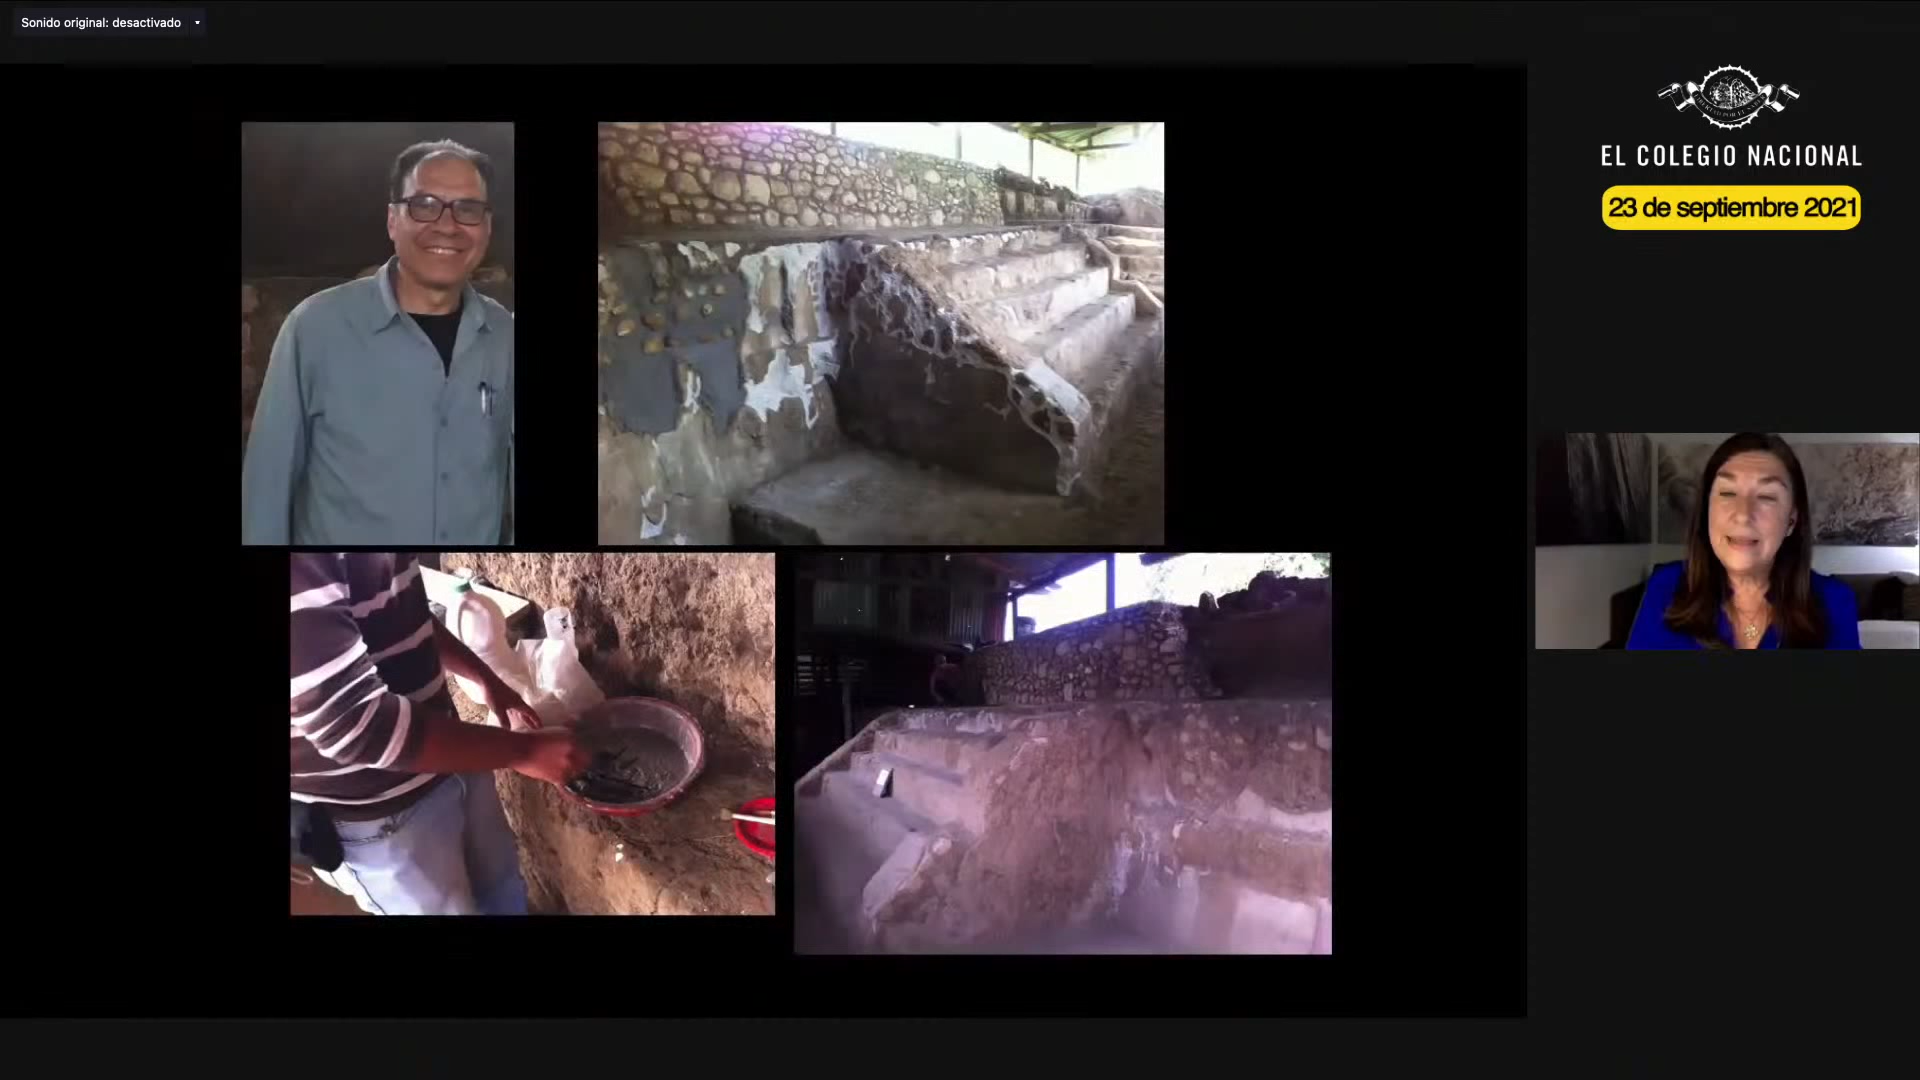 Sonido original: desactivado
EL COLEGIO NACIONAL
23 de septiembre 2021